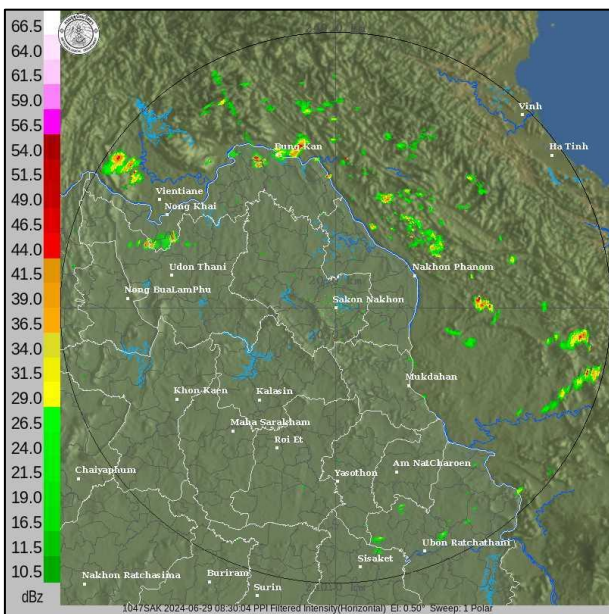 66.5
64.0
61.5
59.0
56.5
54.0
51.5
49.0
46.5
44.0
41.5
39.0
36.5
34.0
31.5
29.0
26.5
24.0
21.5
19.0
16.5
14.0
11.5
10.5
dBz
Vinh
Ha Tinh
Bung Kan
Vientiane
Nong Khai
Udon Thani
Nakhon Phanom
Nong BuaLamPhu
Sakon Nakhon
Mukdahan
Khon Kaen
Kalasin
Maha Sarakham
Roi Et
Chaiyaphum
Yasothon
Am NatCharoen
Ubon Ratchathani
Sisaket
Nakhon Ratchasima
Buriram
Surin
1047SAK 2024-06-29 08:30:04 PPI Filtered Intensity(Horizontal) El: 0.50° Sweep: 1 Polar